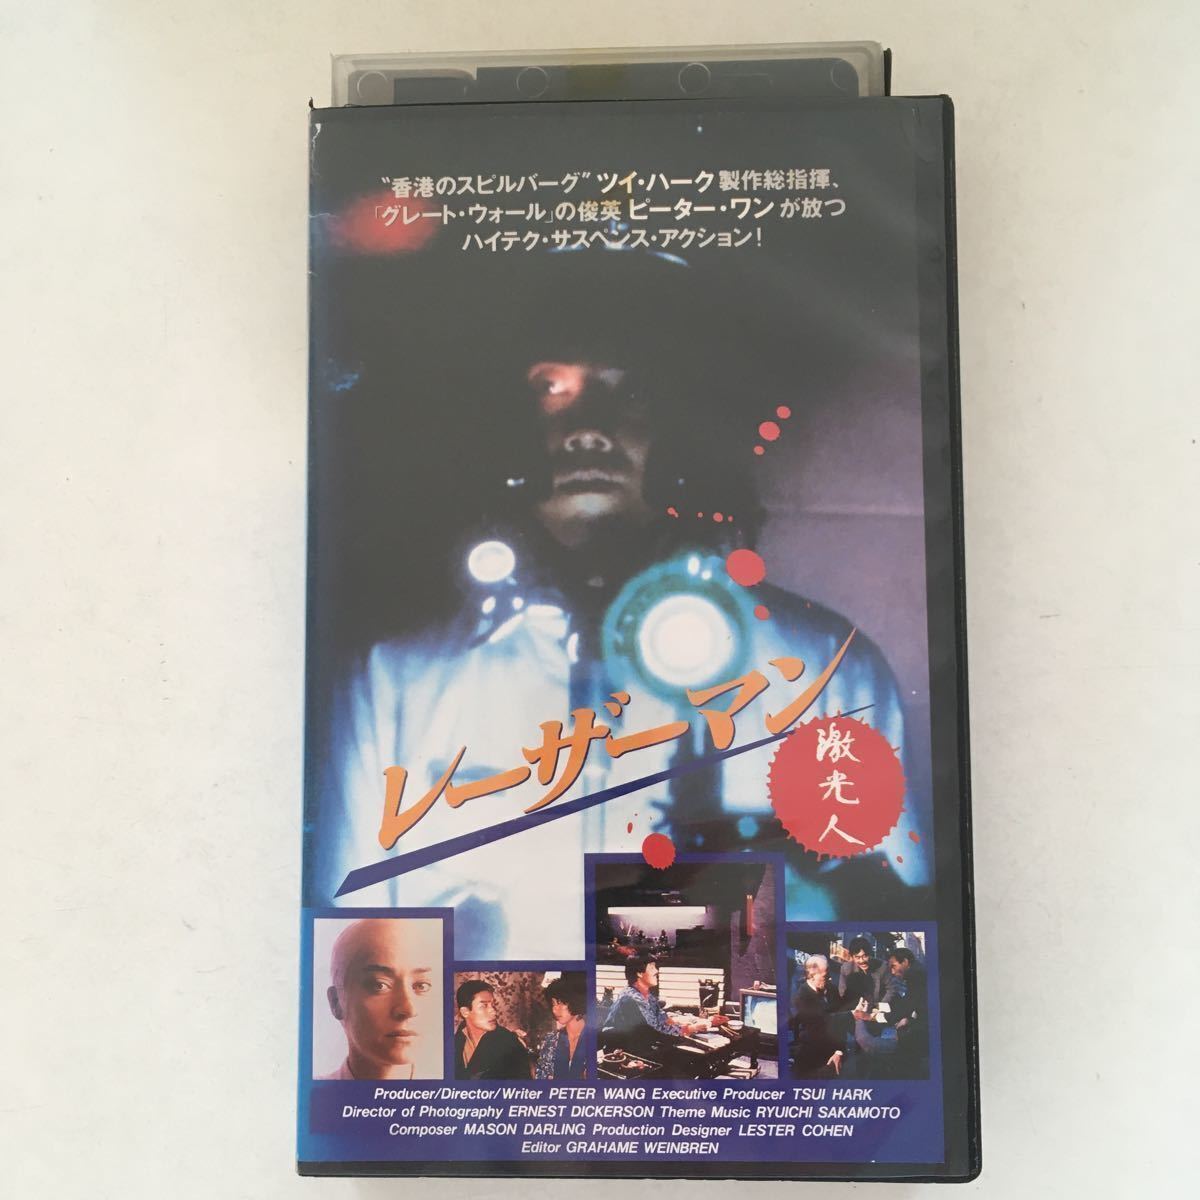 “香港のスピルバーグ”ツイ・ハーク製作総指揮、
「グレート・ウォール」の俊英ピーター・ワンが放つ
ハイテク・サスペンス・アクション！
レーザーマン
激光人
Producer/Director/Writer PETER WANG Executive Producer TSUI HARK
Director of Photography ERNEST DICKERSON Theme Music RYUICHI SAKAMOTO
Composer MASON DARLING Production Designer LESTER COHEN
Editor GRAHAME WEINBREN